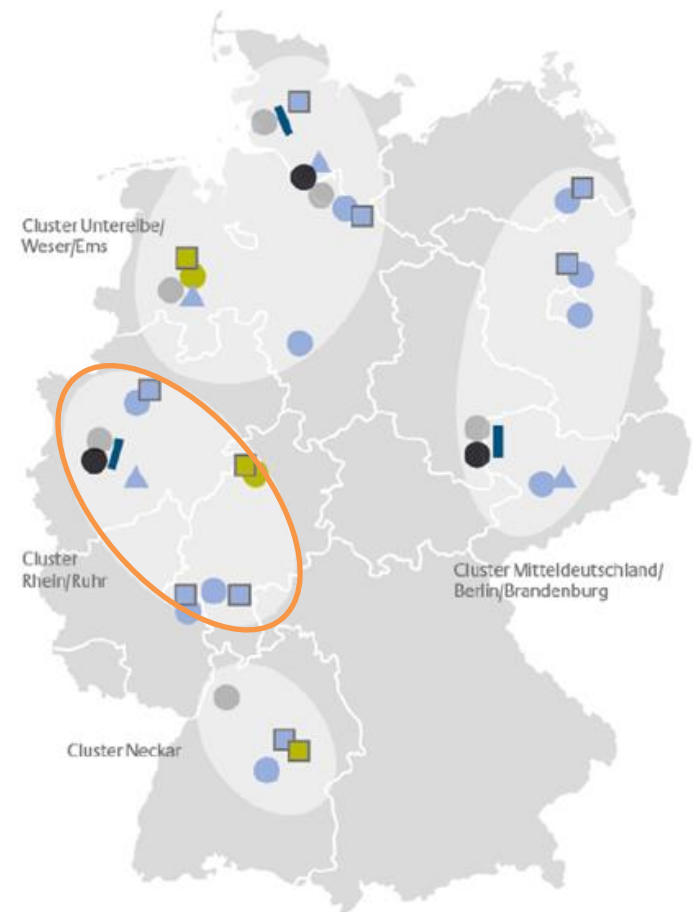 Cluster Unterelbe/
Weser/Ems
Cluster
Rhein/Ruhr
Cluster Mitteldeutschland/
Berlin/Brandenburg
Cluster Neckar